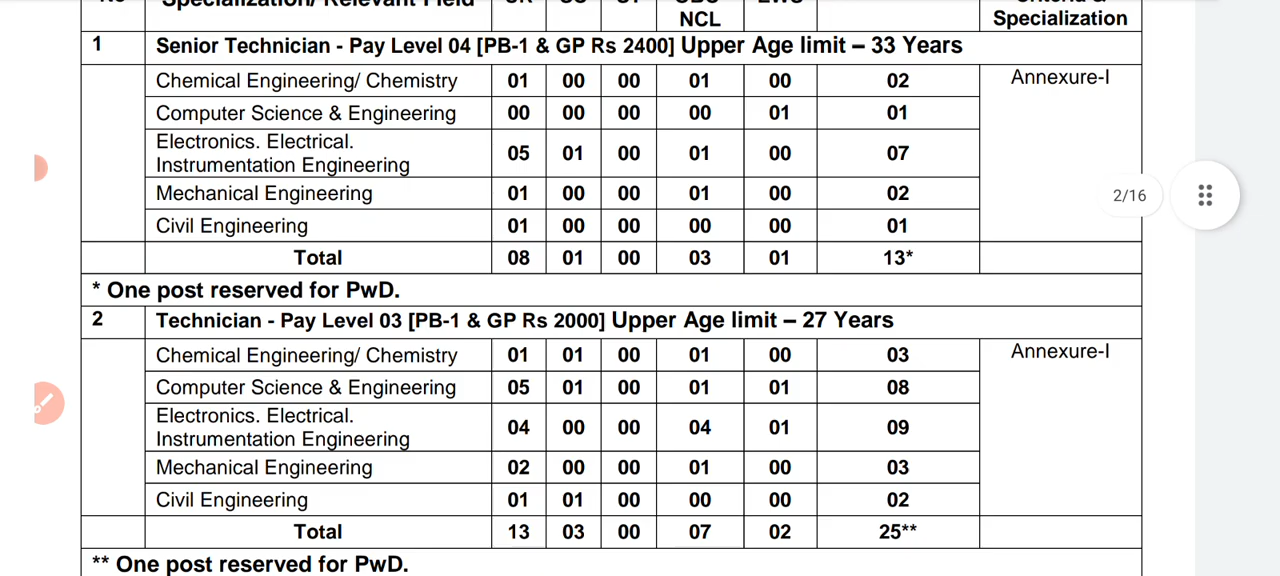 Specialization/ Relevant Field
NCL
Criteria &
Specialization
1 Senior Technician - Pay Level 04 [PB-1 & GP Rs 2400] Upper Age limit – 33 Years
Chemical Engineering/ Chemistry 01 00 00 01 00 02 Annexure-I
Computer Science & Engineering 00 00 00 00 01 01
Electronics. Electrical.
Instrumentation Engineering 05 01 00 01 00 07
Mechanical Engineering 01 00 00 01 00 02
Civil Engineering 01 00 00 00 00 01
Total 08 01 00 03 01 13*
* One post reserved for PwD.
2 Technician - Pay Level 03 [PB-1 & GP Rs 2000] Upper Age limit – 27 Years
Chemical Engineering/ Chemistry 01 01 00 01 00 03 Annexure-I
Computer Science & Engineering 05 01 00 01 01 08
Electronics. Electrical.
Instrumentation Engineering 04 00 00 04 01 09
Mechanical Engineering 02 00 00 01 00 03
Civil Engineering 01 01 00 00 00 02
Total 13 03 00 07 02 25**
** One post reserved for PwD.
2/16